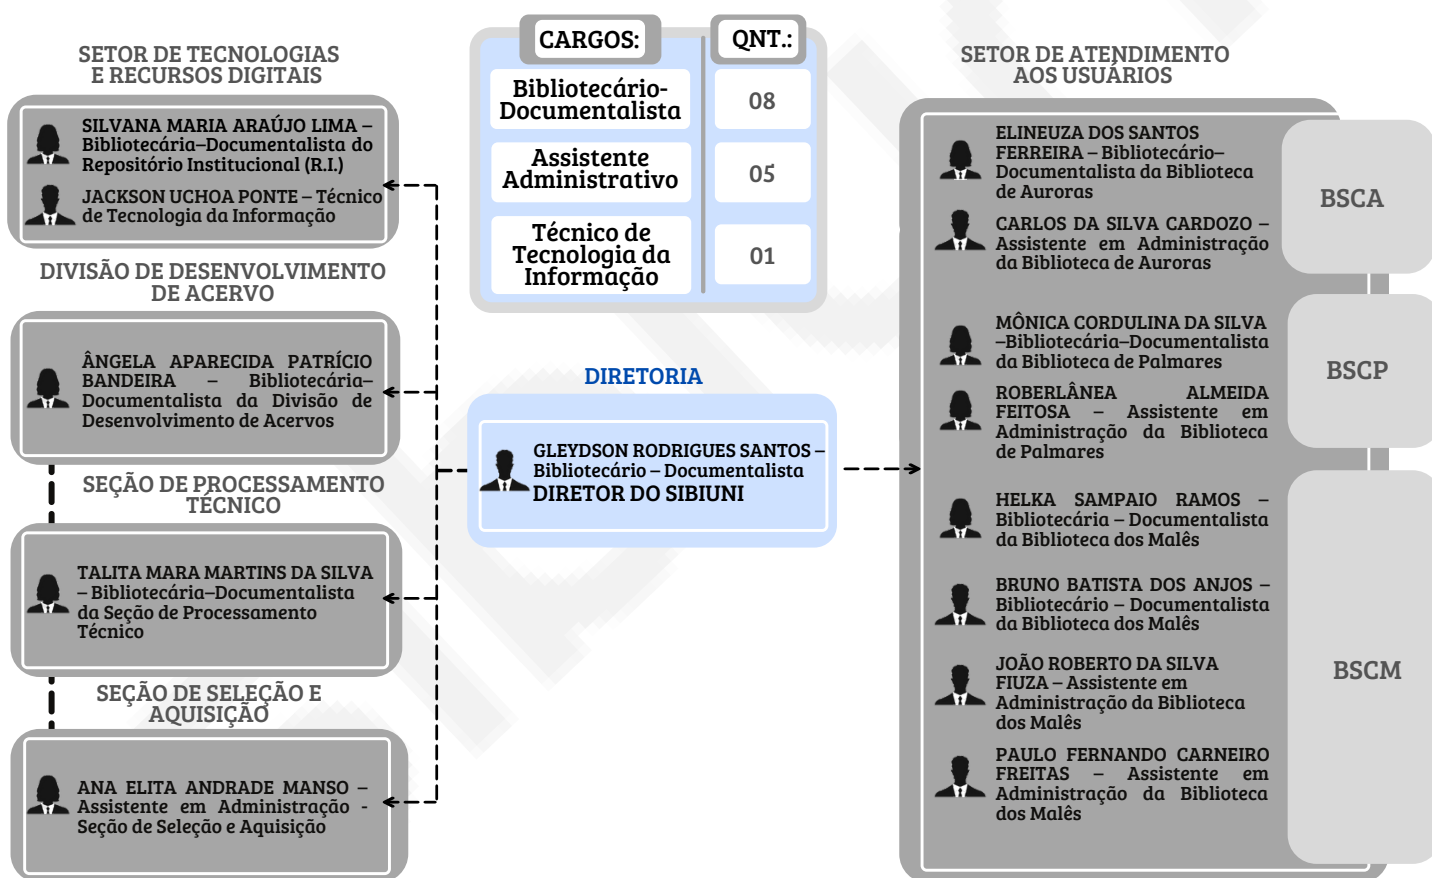 SETOR DE TECNOLOGIAS
E RECURSOS DIGITAIS
SILVANA MARIA ARAÚJO LIMA –
Bibliotecária–Documentalista do
Repositório Institucional (R.I.)
JACKSON UCHOA PONTE – Técnico
de Tecnologia da Informação
DIVISÃO DE DESENVOLVIMENTO
DE ACERVO
ÂNGELA APARECIDA PATRÍCIO
BANDEIRA – Bibliotecária–
Documentalista da Divisão de
Desenvolvimento de Acervos
SEÇÃO DE PROCESSAMENTO
TÉCNICO
TALITA MARA MARTINS DA SILVA
– Bibliotecária–Documentalista
da Seção de Processamento
Técnico
SEÇÃO DE SELEÇÃO E
AQUISIÇÃO
ANA ELITA ANDRADE MANSO –
Assistente em Administração -
Seção de Seleção e Aquisição
CARGOS: QNT.:
Bibliotecário-
Documentalista 08
Assistente
Administrativo 05
Técnico de
Tecnologia da 01
Informação
DIRETORIA
GLEYDSON RODRIGUES SANTOS –
Bibliotecário – Documentalista
DIRETOR DO SIBIUNI
SETOR DE ATENDIMENTO
AOS USUÁRIOS
ELINEUZA DOS SANTOS
FERREIRA – Bibliotecário–
Documentalista da Biblioteca
de Auroras
CARLOS DA SILVA CARDOZO –
Assistente em Administração
da Biblioteca de Auroras
BSCA
MÔNICA CORDULINA DA SILVA
–Bibliotecária–Documentalista
da Biblioteca de Palmares
ROBERLÂNEA ALMEIDA
FEITOSA – Assistente em
Administração da Biblioteca
de Palmares
BSCP
HELKA SAMPAIO RAMOS –
Bibliotecária – Documentalista
da Biblioteca dos Malês
BRUNO BATISTA DOS ANJOS –
Bibliotecário – Documentalista
da Biblioteca dos Malês
JOÃO ROBERTO DA SILVA
FIUZA – Assistente em
Administração da Biblioteca
dos Malês
PAULO FERNANDO CARNEIRO
FREITAS – Assistente em
Administração da Biblioteca
dos Malês
BSCM